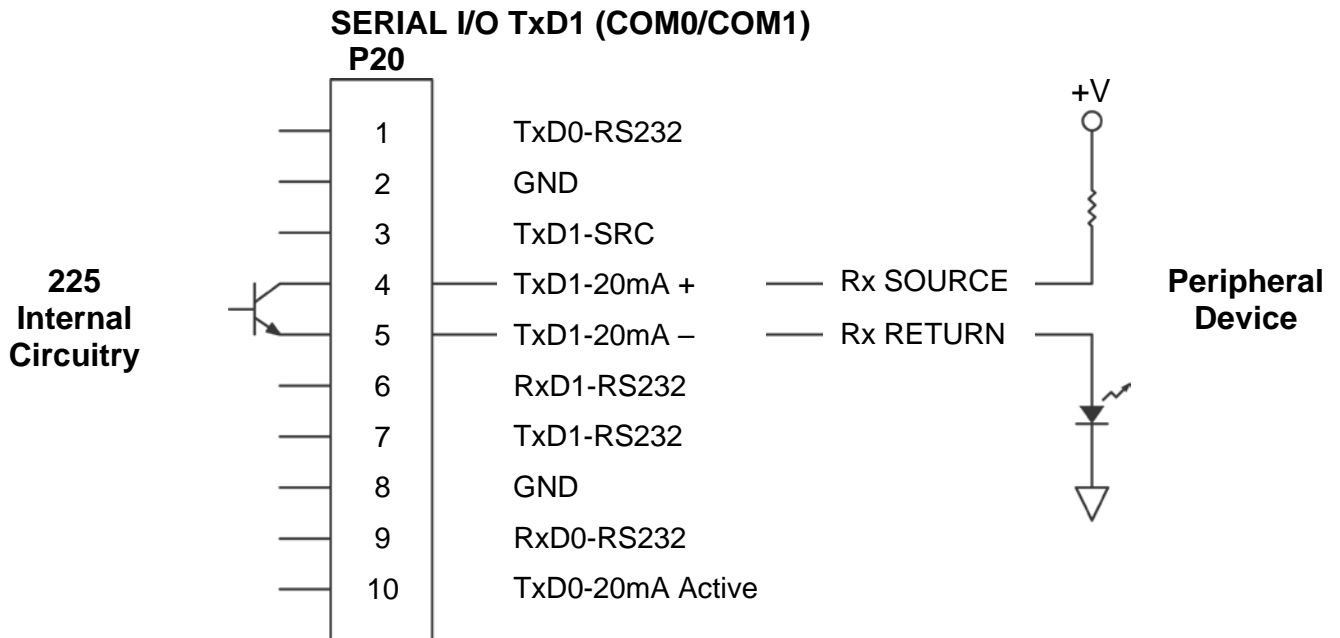 SERIAL I/O TxD1 (COM0/COM1)
P20
+V
1 TxD0-RS232
2 GND
3 TxD1-SRC
4 TxD1-20mA + Rx SOURCE
5 TxD1-20mA – Rx RETURN
6 RxD1-RS232
7 TxD1-RS232
8 GND
9 RxD0-RS232
10 TxD0-20mA Active
225
Internal
Circuitry
Peripheral
Device